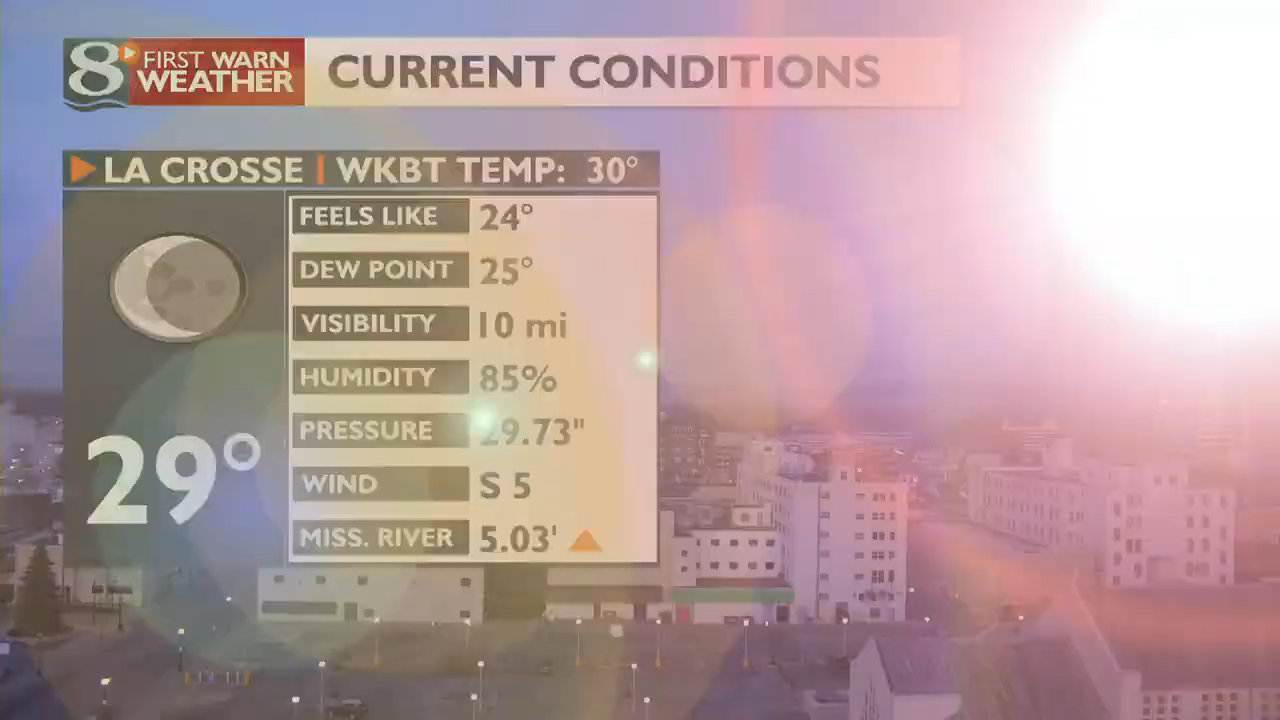 8 FIRST WARN
WEATHER
CURRENT CONDITIONS
LA CROSSE | WKBT TEMP: 30°
29°
FEELS LIKE 24°
DEW POINT 25°
VISIBILITY 10 mi
HUMIDITY 85%
PRESSURE 29.73"
WIND S 5
MISS. RIVER 5.03'